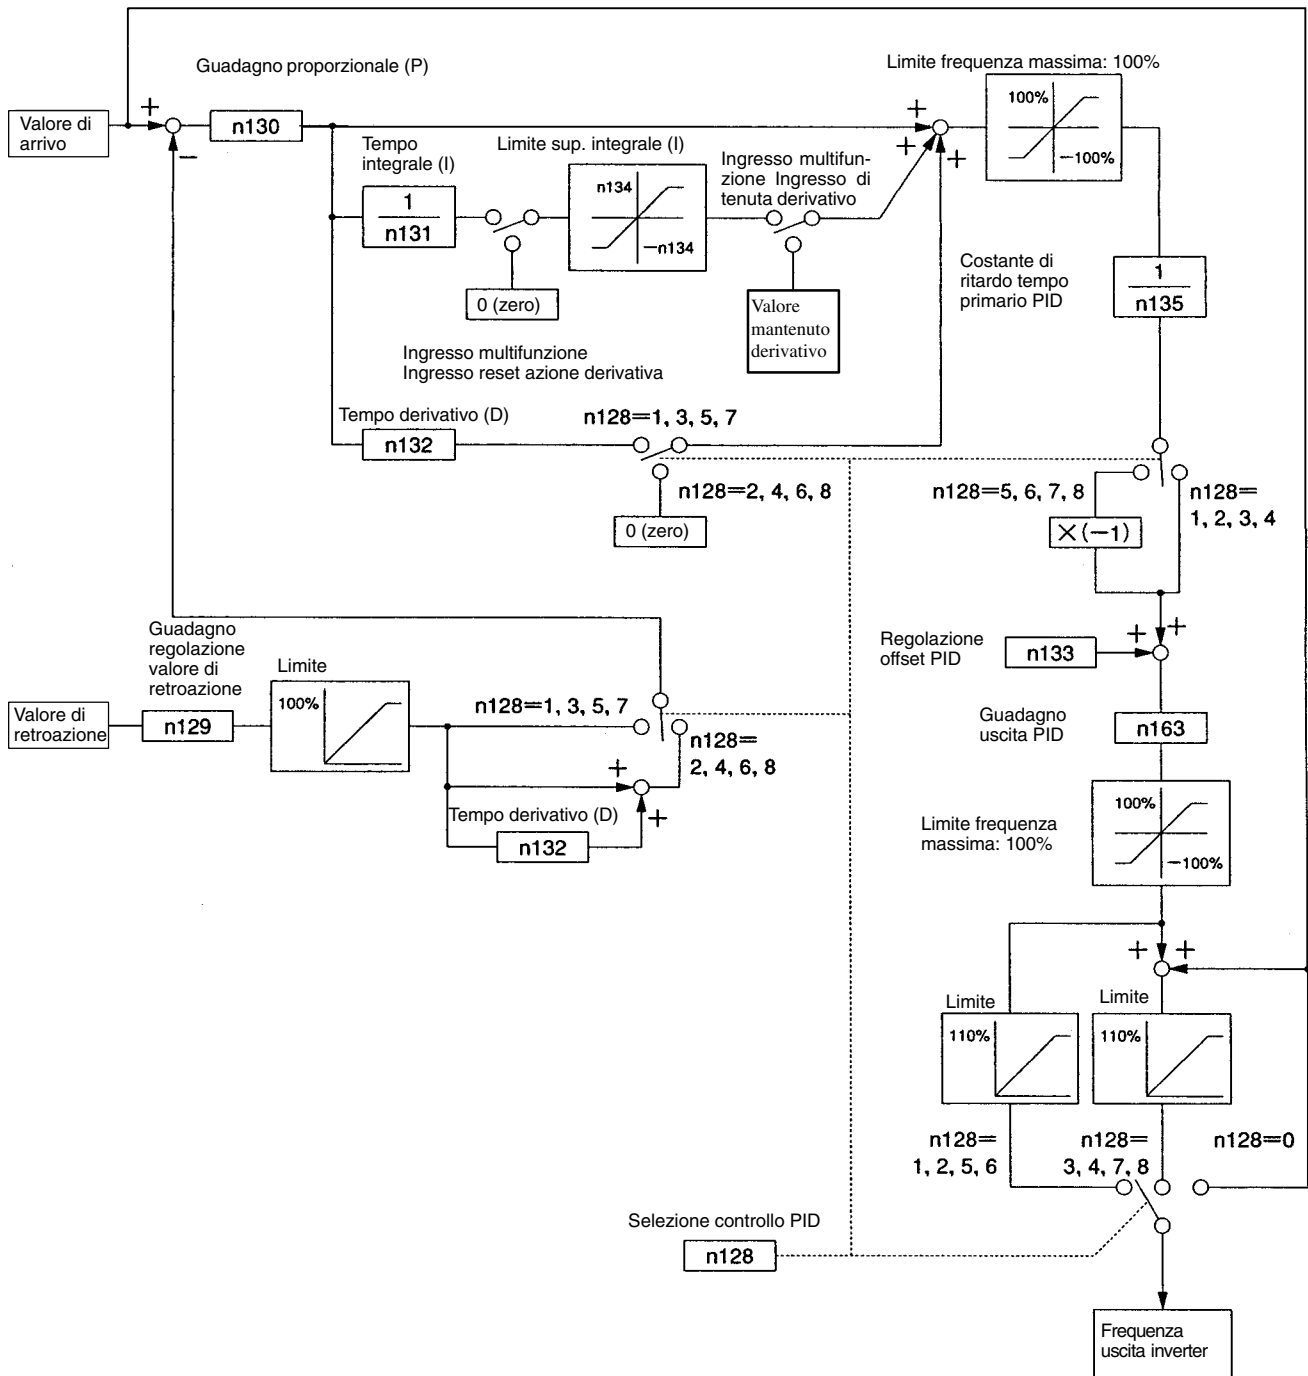 Guadagno proporzionale (P)
Limite frequenza massima: 100%
Valore di
arrivo
+
−
n130
+
+
+
100%
−100%
Tempo
integrale (I)
1
n131
Limite sup. integrale (I)
n134
−n134
Ingresso multifun-
zione Ingresso di
tenuta derivativo
0 (zero)
Valore
mantenuto
derivativo
Costante di
ritardo tempo
primario PID
1
n135
Ingresso multifunzione
Ingresso reset azione derivativa
Tempo derivativo (D)
n132
n128=1, 3, 5, 7
n128=2, 4, 6, 8
0 (zero)
n128=5, 6, 7, 8
n128=
1, 2, 3, 4
×(−1)
Guadagno
regolazione
valore di
retroazione
Limite
Regolazione
offset PID
n133
+
+
Valore di
retroazione
n129
100%
n128=1, 3, 5, 7
n128=
2, 4, 6, 8
+
+
Tempo derivativo (D)
n132
Guadagno
uscita PID
n163
Limite frequenza
massima: 100%
100%
−100%
+
+
Limite
110%
Limite
110%
n128=
1, 2, 5, 6
n128=
3, 4, 7, 8
n128=0
Selezione controllo PID
n128
Frequenza
uscita inverter